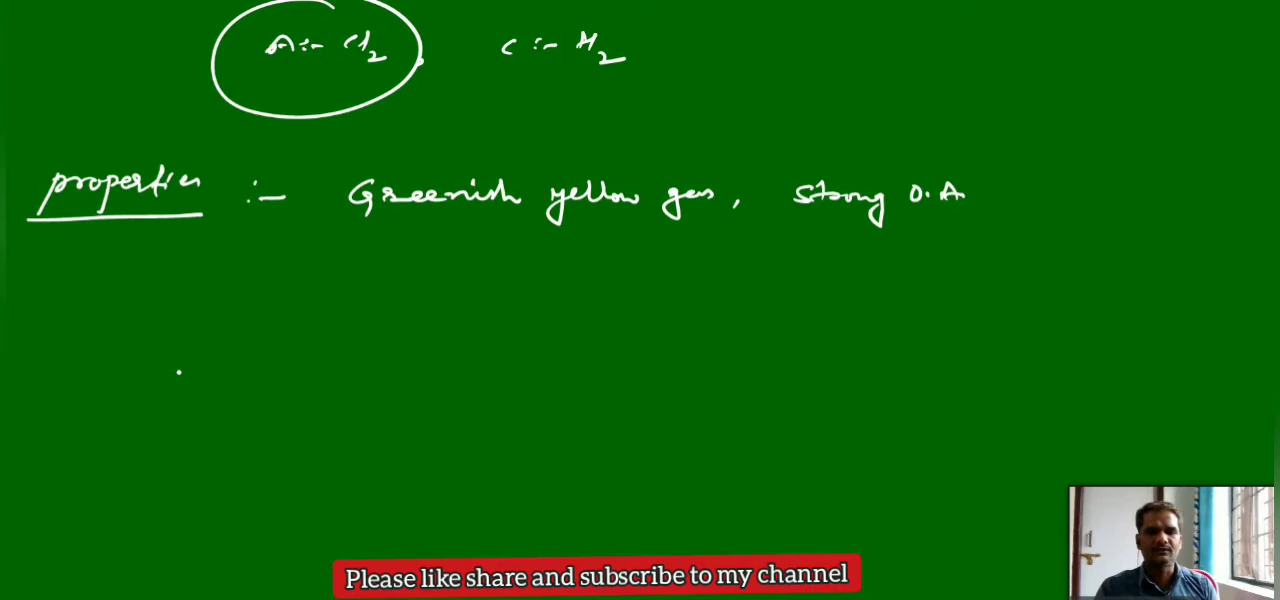 A :- Cl2 C :- H2
properties :- Greenish yellow gas, strong O.A
Please like share and subscribe to my channel